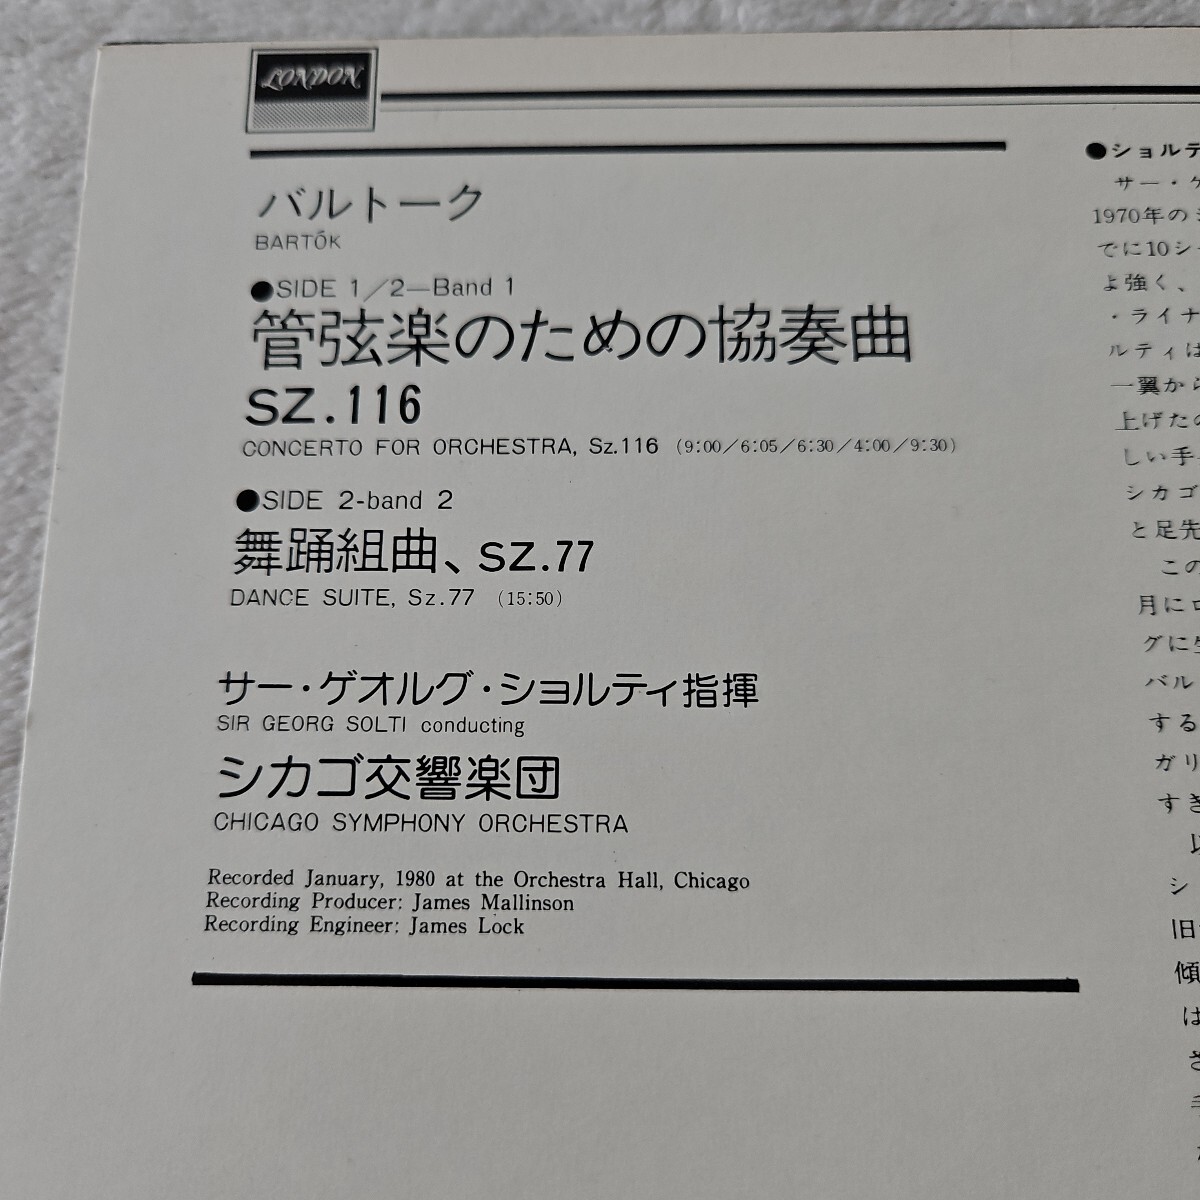 LONDON
バルトーク
BARTÓK
●SIDE 1／2—Band 1
管弦楽のための協奏曲
SZ.116
CONCERTO FOR ORCHESTRA, Sz.116 (9:00／6:05／6:30／4:00／9:30)
●SIDE 2-band 2
舞踊組曲、SZ.77
DANCE SUITE, Sz.77 (15:50)
サー・ゲオルグ・ショルティ指揮
SIR GEORG SOLTI conducting
シカゴ交響楽団
CHICAGO SYMPHONY ORCHESTRA
Recorded January, 1980 at the Orchestra Hall, Chicago
Recording Producer: James Mallinson
Recording Engineer: James Lock
●ショルテ
サー・ゲ
1970年の
でに10シ
よ強く、
・ライナ
ルティは
一翼から
上げたの
しい手
シカゴ
と足先
この
月にロ
グに生
バル
する
ガリ
すぎ
以
シ
旧
傾
は
さ